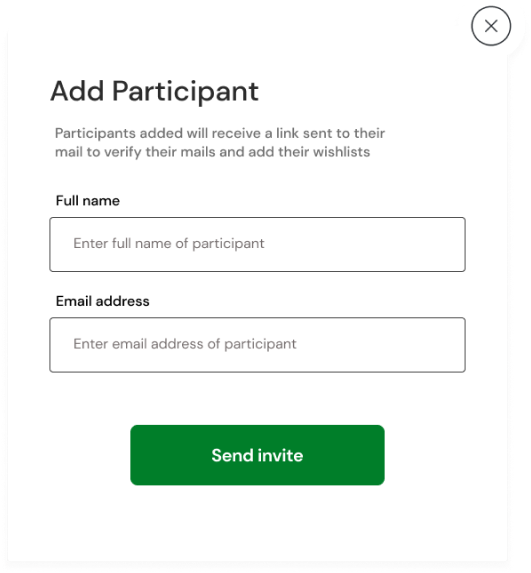 Add Participant
Participants added will receive a link sent to their
mail to verify their mails and add their wishlists
Full name
Enter full name of participant
Email address
Enter email address of participant
Send invite